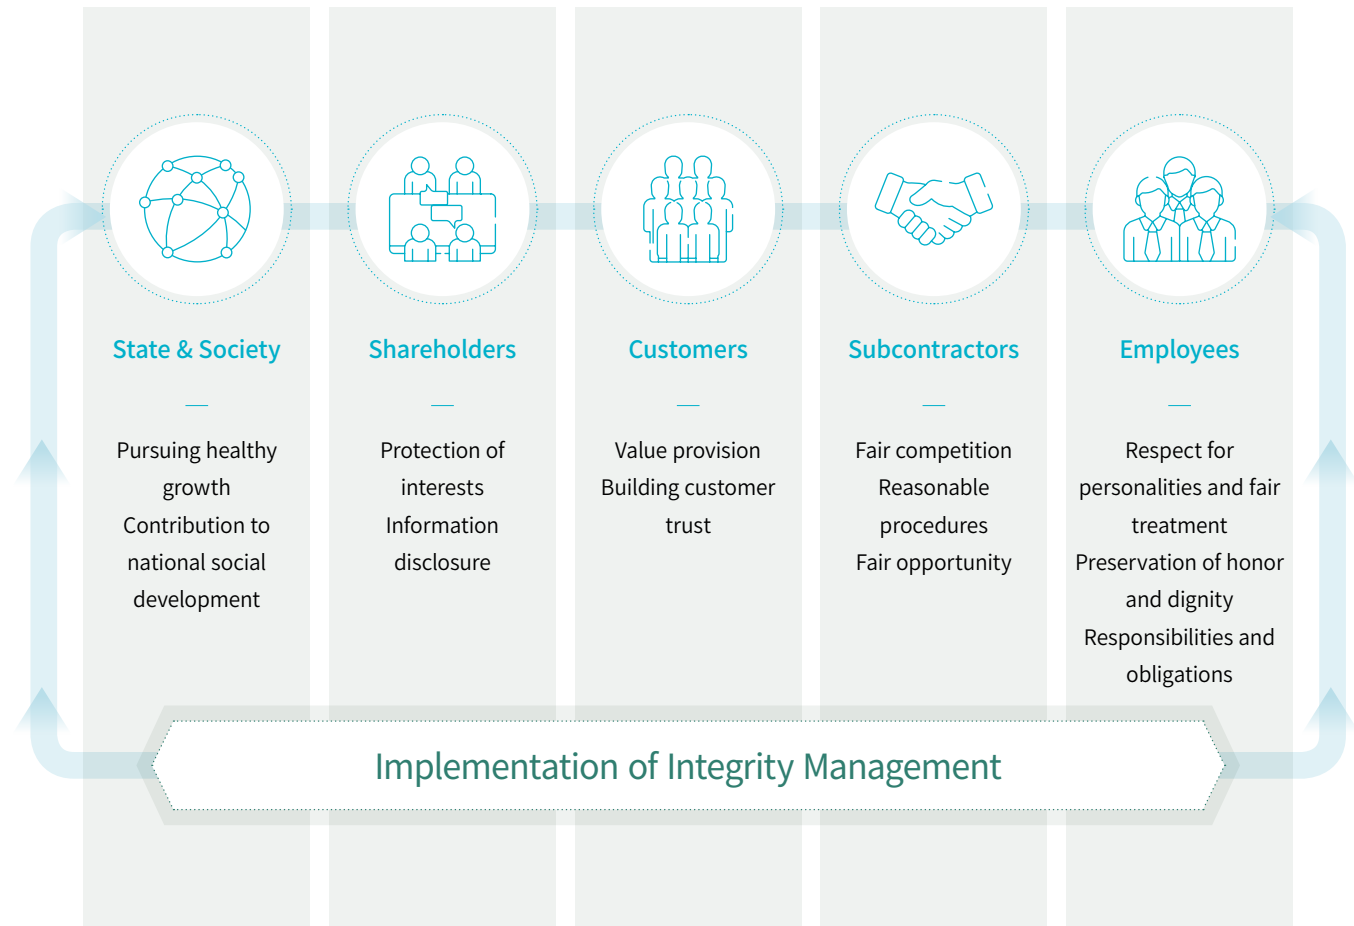 State & Society
Pursuing healthy
growth
Contribution to
national social
development
Shareholders
Protection of
interests
Information
disclosure
Customers
Value provision
Building customer
trust
Subcontractors
Fair competition
Reasonable
procedures
Fair opportunity
Employees
Respect for
personalities and fair
treatment
Preservation of honor
and dignity
Responsibilities and
obligations
Implementation of Integrity Management